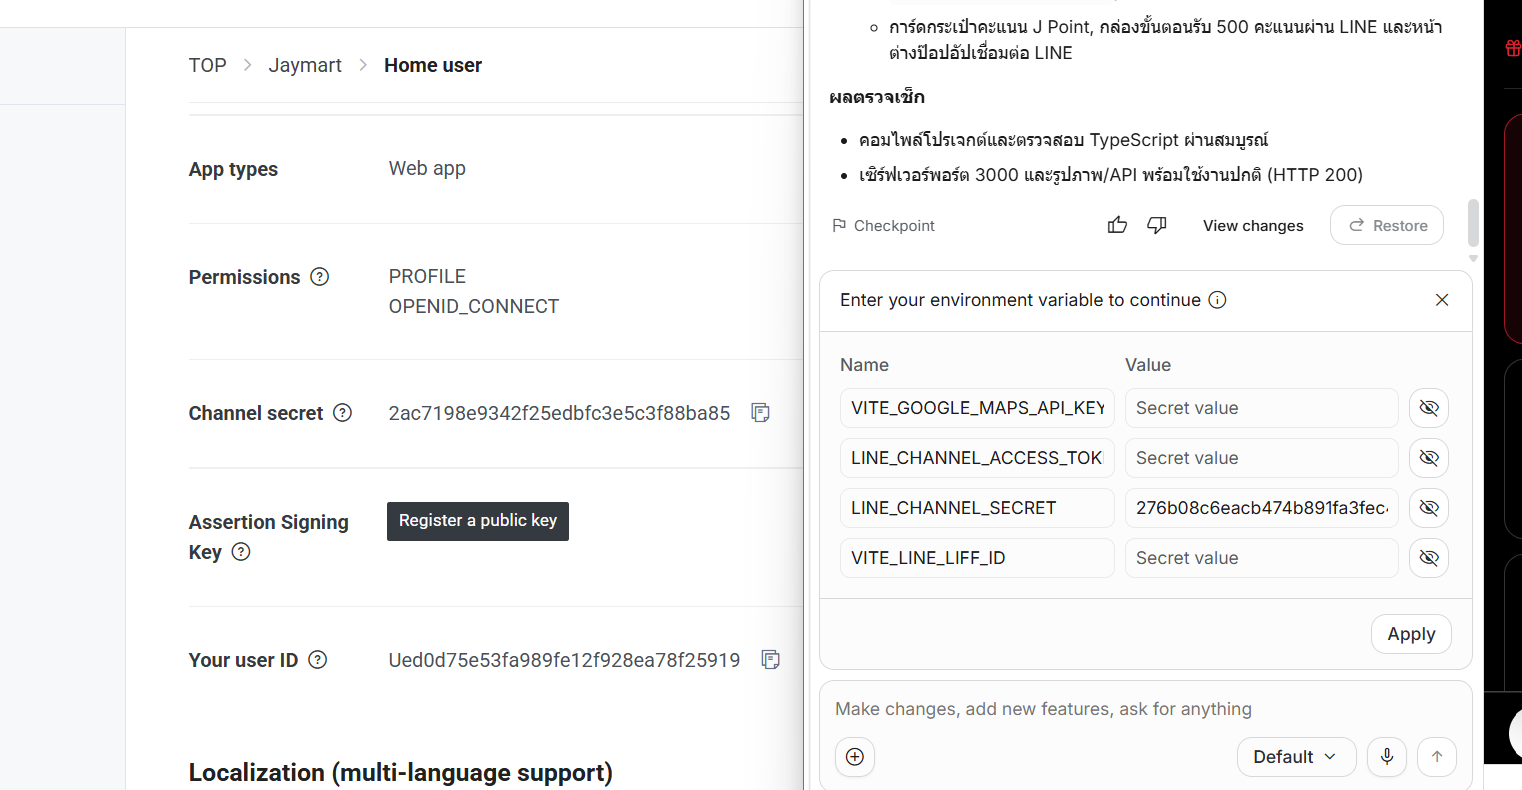 TOP > Jaymart > Home user
App types
Web app
Permissions
PROFILE
OPENID_CONNECT
Channel secret
2ac7198e9342f25edbfc3e5c3f88ba85
Assertion Signing
Key
Register a public key
Your user ID
Ued0d75e53fa989fe12f928ea78f25919
Localization (multi-language support)
การ์ดกระเป๋าคะแนน J Point, กล่องขั้นตอนรับ 500 คะแนนผ่าน LINE และหน้า
ต่างป๊อปอัปเชื่อมต่อ LINE
ผลตรวจเช็ก
คอมไพล์โปรเจกต์และตรวจสอบ TypeScript ผ่านสมบูรณ์
เซิร์ฟเวอร์พอร์ต 3000 และรูปภาพ/API พร้อมใช้งานปกติ (HTTP 200)
Checkpoint
View changes
Restore
Enter your environment variable to continue
Name
Value
VITE_GOOGLE_MAPS_API_KEY
Secret value
LINE_CHANNEL_ACCESS_TOK
Secret value
LINE_CHANNEL_SECRET
276b08c6eacb474b891fa3fec
VITE_LINE_LIFF_ID
Secret value
Apply
Make changes, add new features, ask for anything
Default